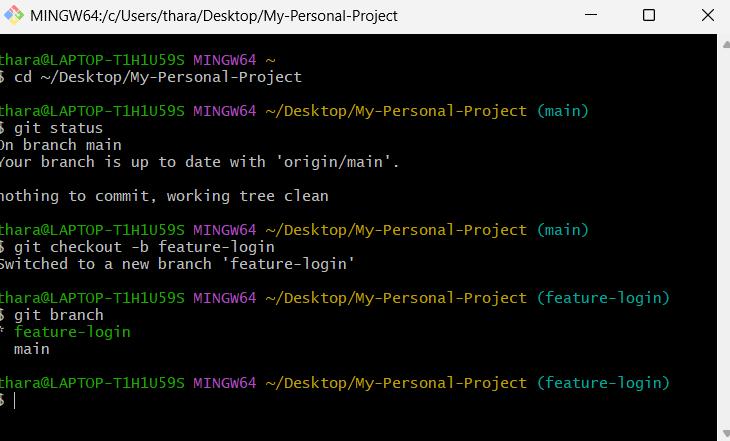 MINGW64:/c/Users/thara/Desktop/My-Personal-Project
thara@LAPTOP-T1H1U59S MINGW64 ~
$ cd ~/Desktop/My-Personal-Project
thara@LAPTOP-T1H1U59S MINGW64 ~/Desktop/My-Personal-Project (main)
$ git status
On branch main
Your branch is up to date with 'origin/main'.
nothing to commit, working tree clean
thara@LAPTOP-T1H1U59S MINGW64 ~/Desktop/My-Personal-Project (main)
$ git checkout -b feature-login
Switched to a new branch 'feature-login'
thara@LAPTOP-T1H1U59S MINGW64 ~/Desktop/My-Personal-Project (feature-login)
$ git branch
* feature-login
  main
thara@LAPTOP-T1H1U59S MINGW64 ~/Desktop/My-Personal-Project (feature-login)
$